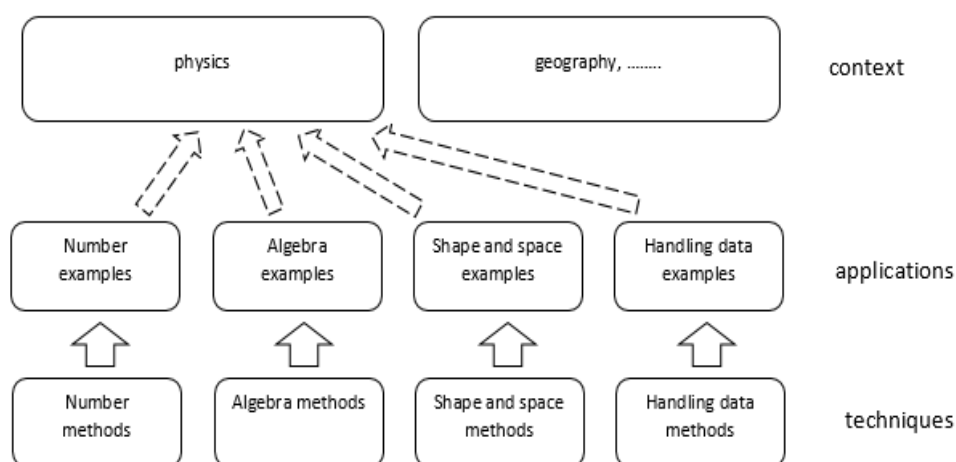 physics
geography, ........
context
Number
examples
Algebra
examples
Shape and space
examples
Handling data
examples
applications
Number
methods
Algebra methods
Shape and space
methods
Handling data
methods
techniques